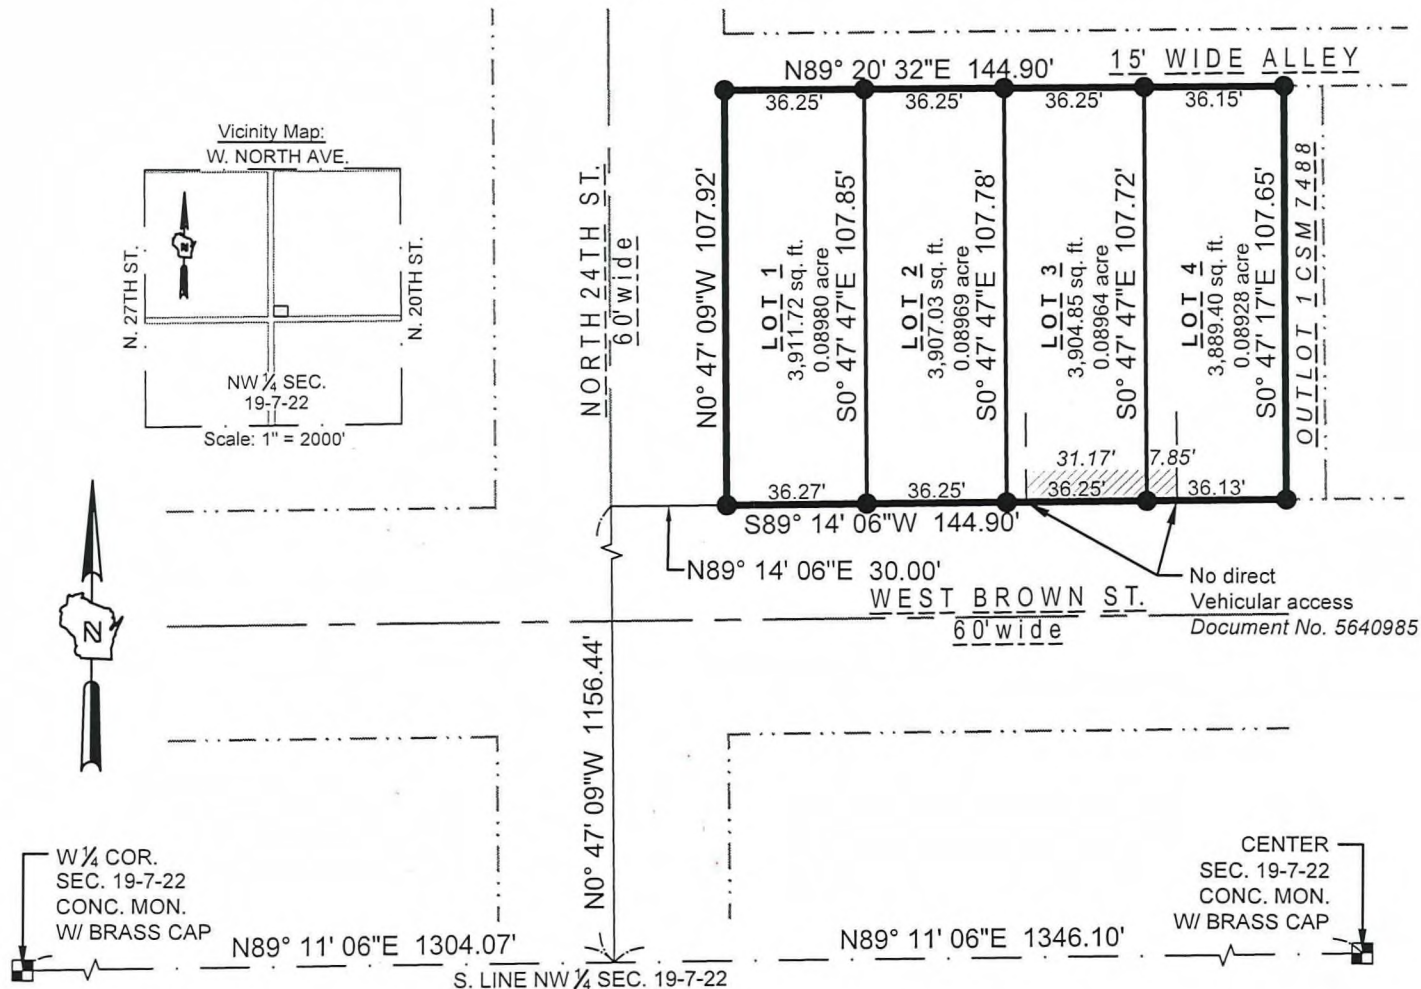 N89° 20' 32"E 144.90'
15' WIDE ALLEY
36.25'
36.25'
36.25'
36.15'
Vicinity Map:
W. NORTH AVE.
N. 27TH ST.
N. 20TH ST.
N
NW ¼ SEC.
19-7-22
Scale: 1" = 2000'
NORTH 24TH ST.
60'wide
N0° 47' 09"W 107.92'
LOT 1
3,911.72 sq. ft.
0.08980 acre
S0° 47' 47"E 107.85'
LOT 2
3,907.03 sq. ft.
0.08969 acre
S0° 47' 47"E 107.78'
LOT 3
3,904.85 sq. ft.
0.08964 acre
S0° 47' 47"E 107.72'
LOT 4
3,889.40 sq. ft.
0.08928 acre
S0° 47' 17"E 107.65'
OUTLOT 1 CSM 7488
31.17'
7.85'
36.27'
36.25'
36.25'
36.13'
S89° 14' 06"W 144.90'
N89° 14' 06"E 30.00'
WEST BROWN ST.
60'wide
No direct
Vehicular access
Document No. 5640985
N
N0° 47' 09"W 1156.44'
W ¼ COR.
SEC. 19-7-22
CONC. MON.
W/ BRASS CAP
CENTER
SEC. 19-7-22
CONC. MON.
W/ BRASS CAP
N89° 11' 06"E 1304.07'
N89° 11' 06"E 1346.10'
S. LINE NW ¼ SEC. 19-7-22